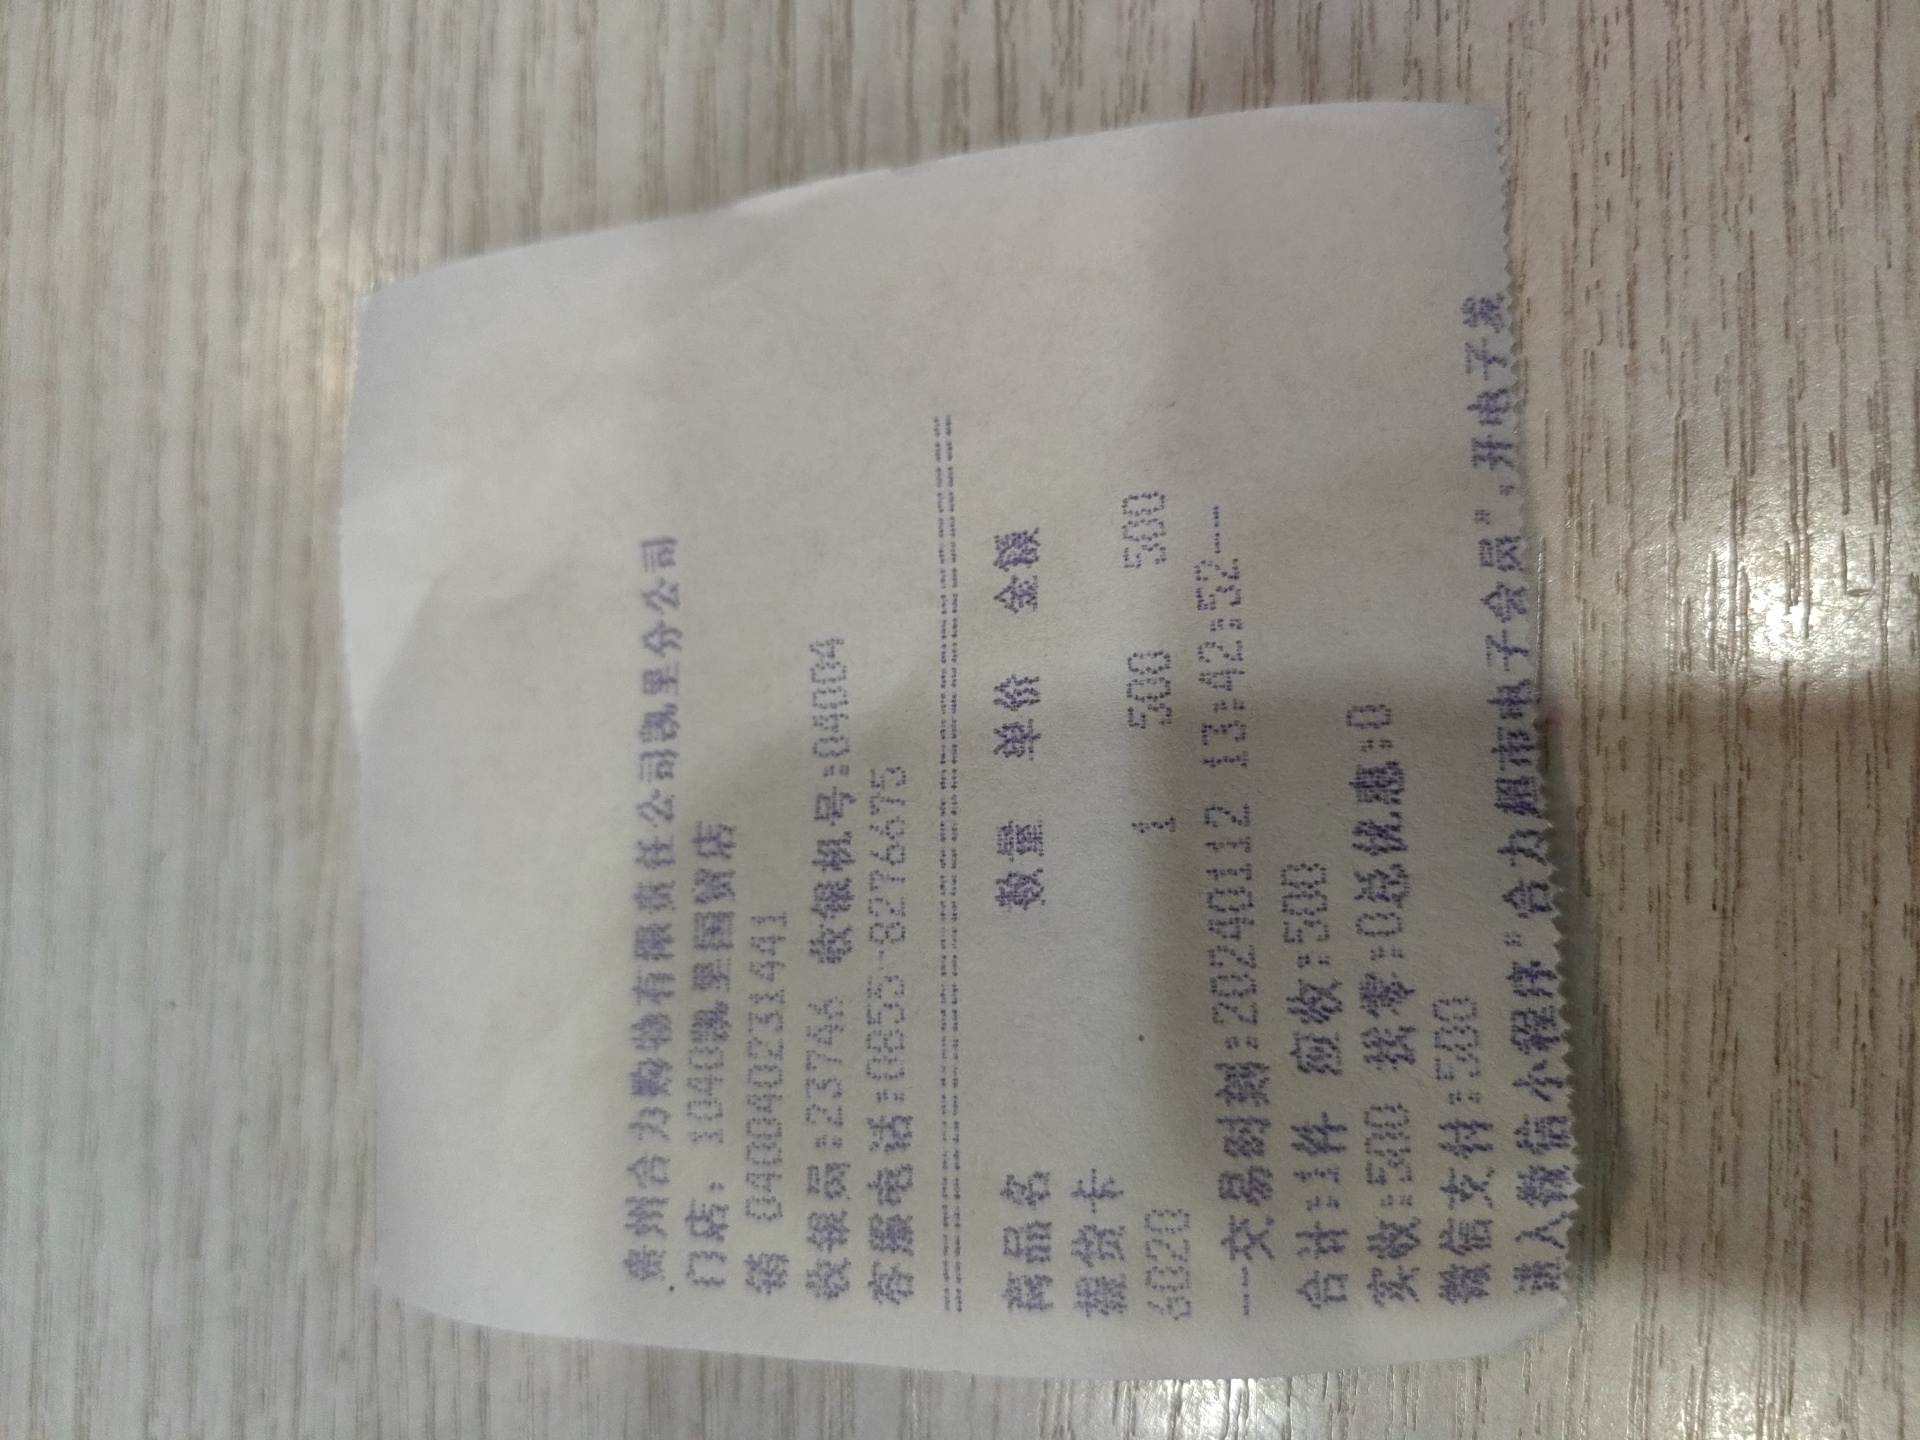 贵州合力购物有限责任公司凯里分公司
门店: 1040凯里国贸店
销 040040231441
收银员:23746 收银机号:04004
客服电话:0855-8276675
================================
商品名 数量 单价 金额
提货卡
6020 1 500 500
--交易时刻:20240112 13:42:52--
合计:1件 应收:500
实收:500 找零:0总优惠:0
微信支付:500
进入微信小程序"合力超市电子会员",开电子发